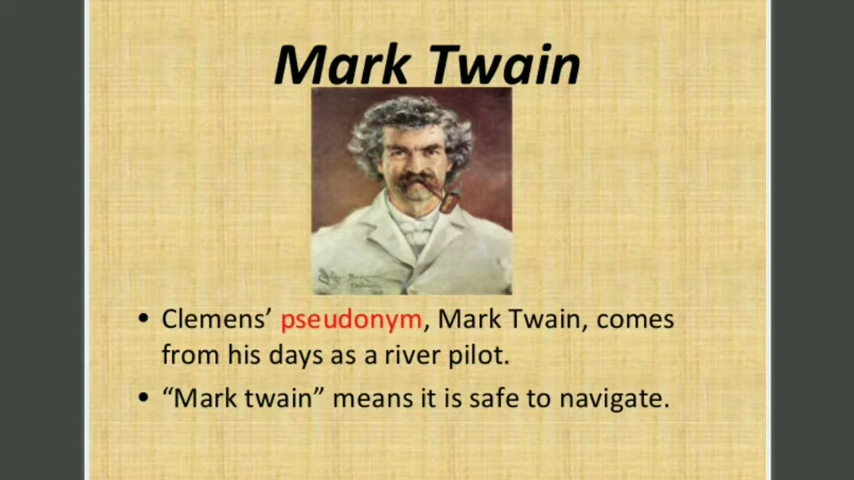 Mark Twain
• Clemens’ pseudonym, Mark Twain, comes
from his days as a river pilot.
• “Mark twain” means it is safe to navigate.